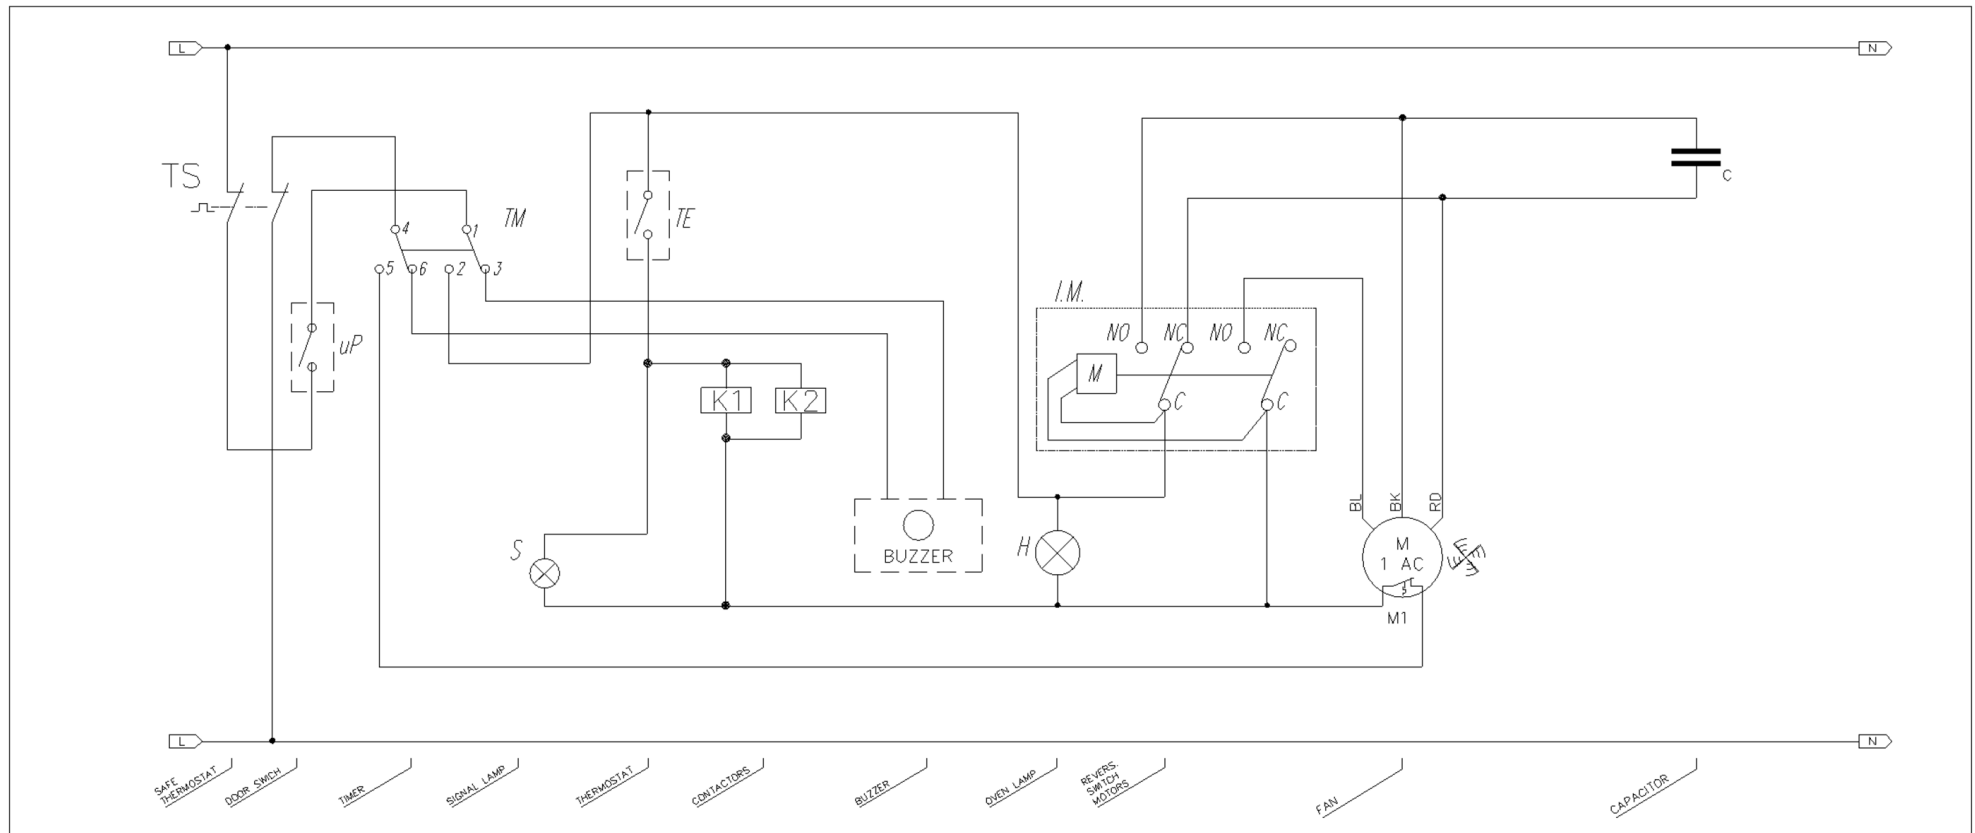 L
N
TS
TM
4
1
5
6
2
3
uP
TE
C
I.M.
NO
NC
NO
NC
M
C
C
K1
K2
BL
BK
RD
S
BUZZER
H
M
1 AC
M1
L
N
SAFE
THERMOSTAT
DOOR SWICH
TIMER
SIGNAL LAMP
THERMOSTAT
CONTACTORS
BUZZER
OVEN LAMP
REVERS.
SWITCH
MOTORS
FAN
CAPACITOR